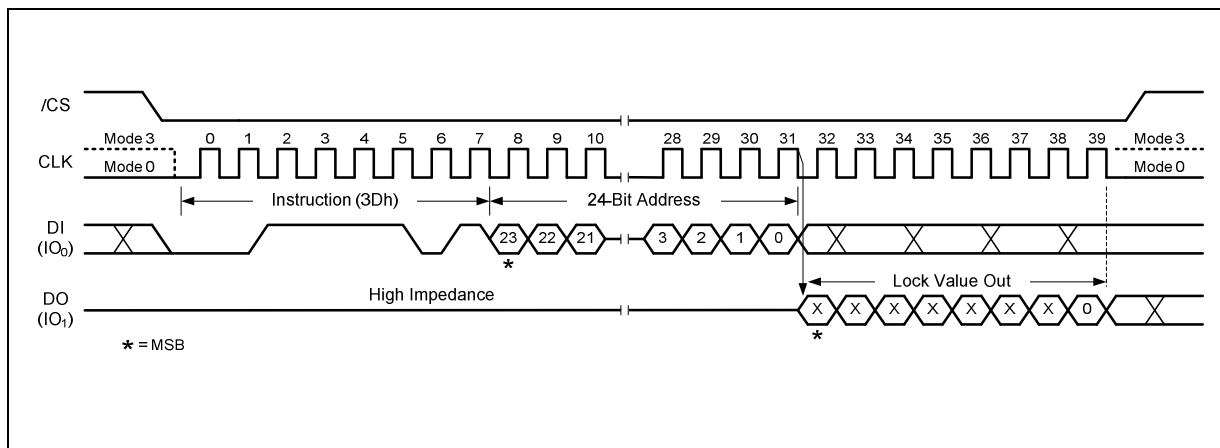 /CS
Mode 3 0 1 2 3 4 5 6 7 8 9 10 28 29 30 31 32 33 34 35 36 37 38 39 Mode 3
CLK
Mode 0 Mode 0
Instruction (3Dh) 24-Bit Address
DI
(IO0)
23 22 21 3 2 1 0
*
High Impedance
Lock Value Out
DO
(IO1)
X X X X X X X 0
*
* = MSB